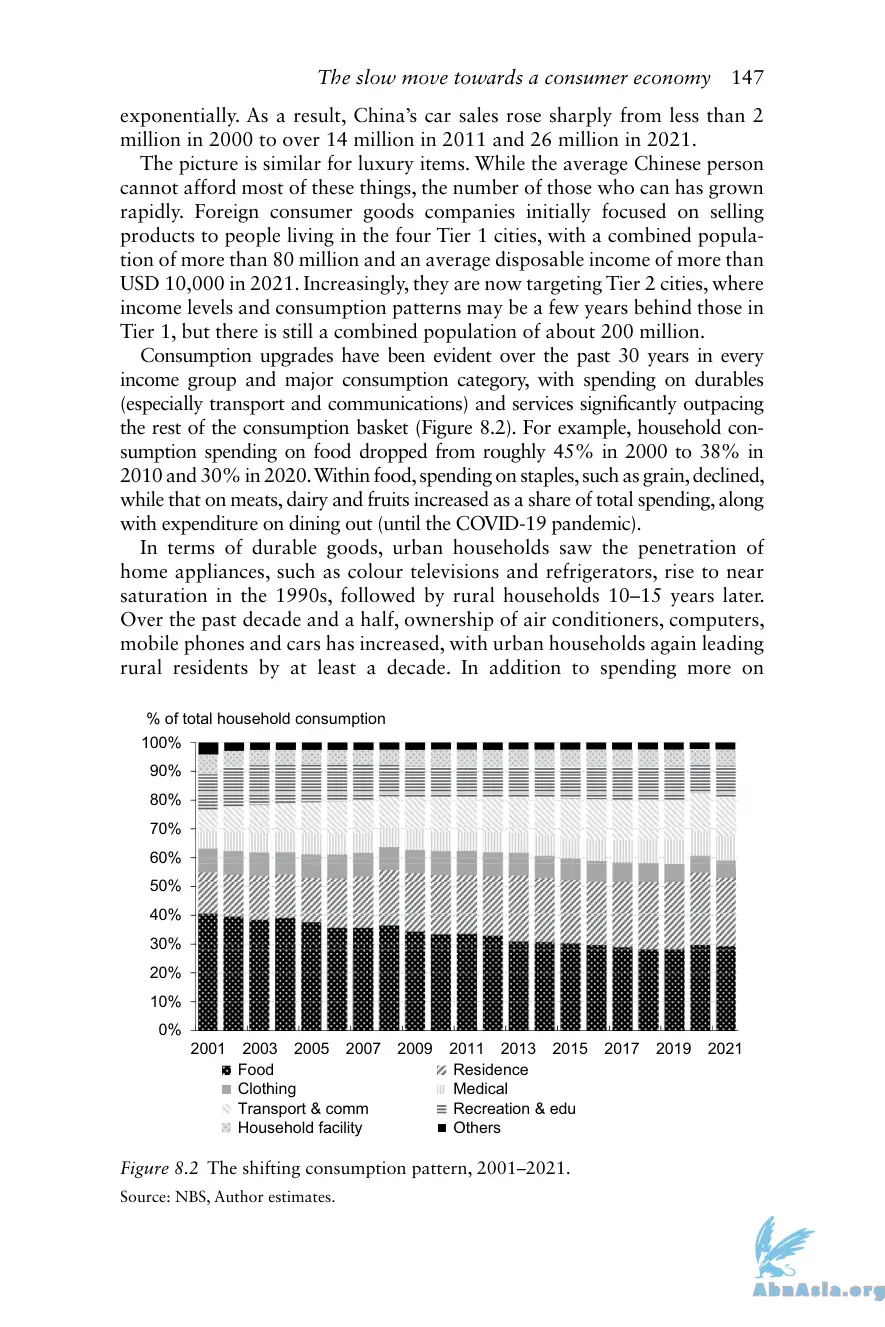 The slow move towards a consumer economy 147
exponentially. As a result, China’s car sales rose sharply from less than 2
million in 2000 to over 14 million in 2011 and 26 million in 2021.
The picture is similar for luxury items. While the average Chinese person
cannot afford most of these things, the number of those who can has grown
rapidly. Foreign consumer goods companies initially focused on selling
products to people living in the four Tier 1 cities, with a combined popula-
tion of more than 80 million and an average disposable income of more than
USD 10,000 in 2021. Increasingly, they are now targeting Tier 2 cities, where
income levels and consumption patterns may be a few years behind those in
Tier 1, but there is still a combined population of about 200 million.
Consumption upgrades have been evident over the past 30 years in every
income group and major consumption category, with spending on durables
(especially transport and communications) and services significantly outpacing
the rest of the consumption basket (Figure 8.2). For example, household con-
sumption spending on food dropped from roughly 45% in 2000 to 38% in
2010 and 30% in 2020. Within food, spending on staples, such as grain, declined,
while that on meats, dairy and fruits increased as a share of total spending, along
with expenditure on dining out (until the COVID-19 pandemic).
In terms of durable goods, urban households saw the penetration of
home appliances, such as colour televisions and refrigerators, rise to near
saturation in the 1990s, followed by rural households 10–15 years later.
Over the past decade and a half, ownership of air conditioners, computers,
mobile phones and cars has increased, with urban households again leading
rural residents by at least a decade. In addition to spending more on
% of total household consumption
100%
90%
80%
70%
60%
50%
40%
30%
20%
10%
0%
2001 2003 2005 2007 2009 2011 2013 2015 2017 2019 2021
Food Residence
Clothing Medical
Transport & comm Recreation & edu
Household facility Others
Figure 8.2 The shifting consumption pattern, 2001–2021.
Source: NBS, Author estimates.
AbnAsia.org